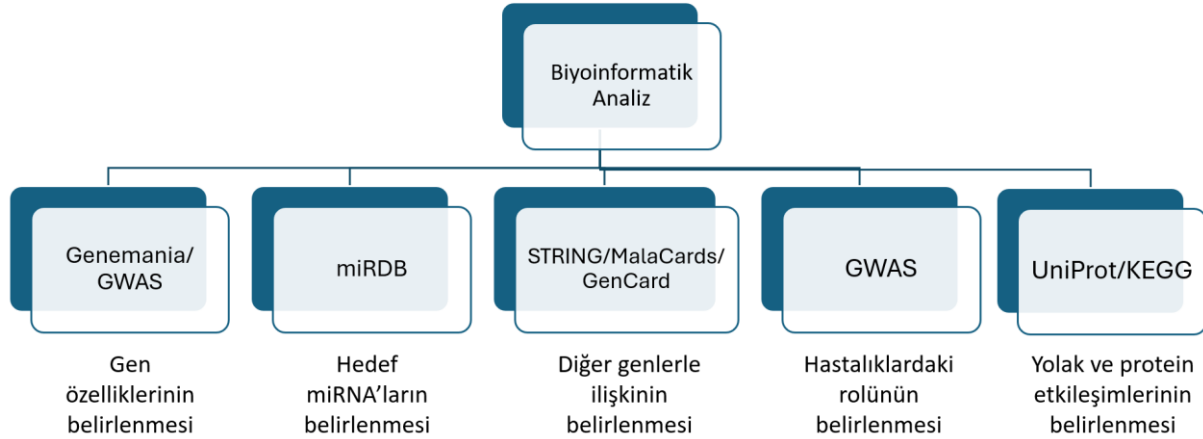 Biyoinformatik
Analiz
Genemania/
GWAS
miRDB
STRING/MalaCards/
GenCard
GWAS
UniProt/KEGG
Gen
özelliklerinin
belirlenmesi
Hedef
miRNA’ların
belirlenmesi
Diğer genlerle
ilişkinin
belirlenmesi
Hastalıklardaki
rolünün
belirlenmesi
Yolak ve protein
etkileşimlerinin
belirlenmesi